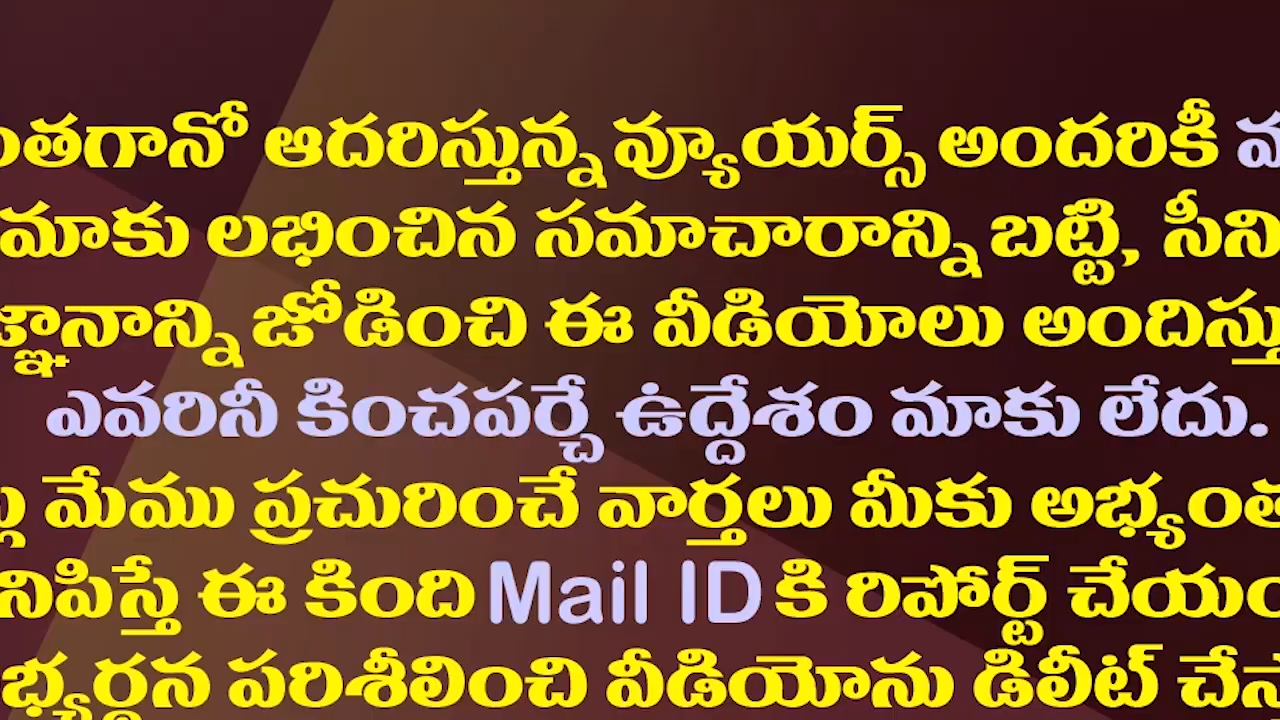 ంతగానో ఆదరిస్తున్న వ్యూయర్స్ అందరికీ
మాకు లభించిన సమాచారాన్ని బట్టి, సీని
జ్ఞానాన్ని జోడించి ఈ వీడియోలు అందిస్తు
ఎవరినీ కించపర్చే ఉద్దేశం మాకు లేదు.
మేము ప్రచురించే వార్తలు మీకు అభ్యంత
నిపిస్తే ఈ కింది Mail ID కి రిపోర్ట్ చేయం
భ్యర్థన పరిశీలించి వీడియోను డిలీట్ చేస